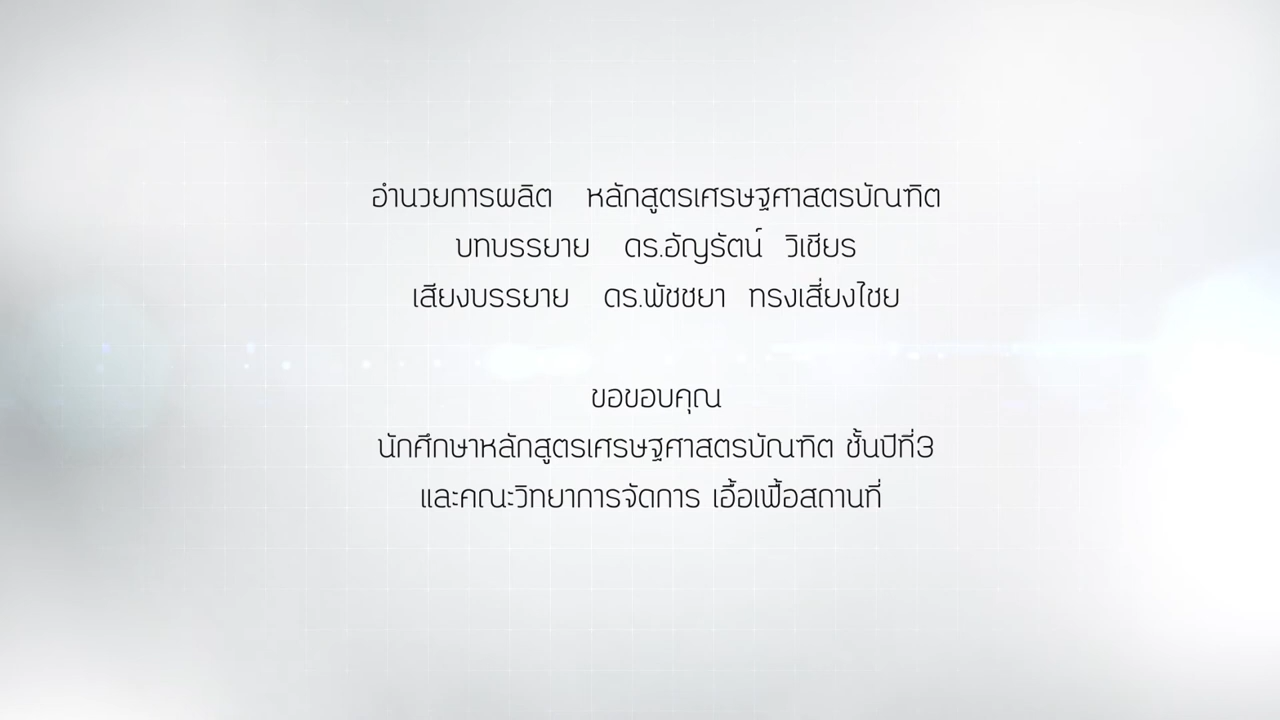 อำนวยการผลิต หลักสูตรเศรษฐศาสตรบัณฑิต
บทบรรยาย ดร.อัญรัตน์ วิเชียร
เสียงบรรยาย ดร.พัชชยา ทรงเสี่ยงไชย
ขอขอบคุณ
นักศึกษาหลักสูตรเศรษฐศาสตรบัณฑิต ชั้นปีที่3
และคณะวิทยาการจัดการ เอื้อเฟื้อสถานที่